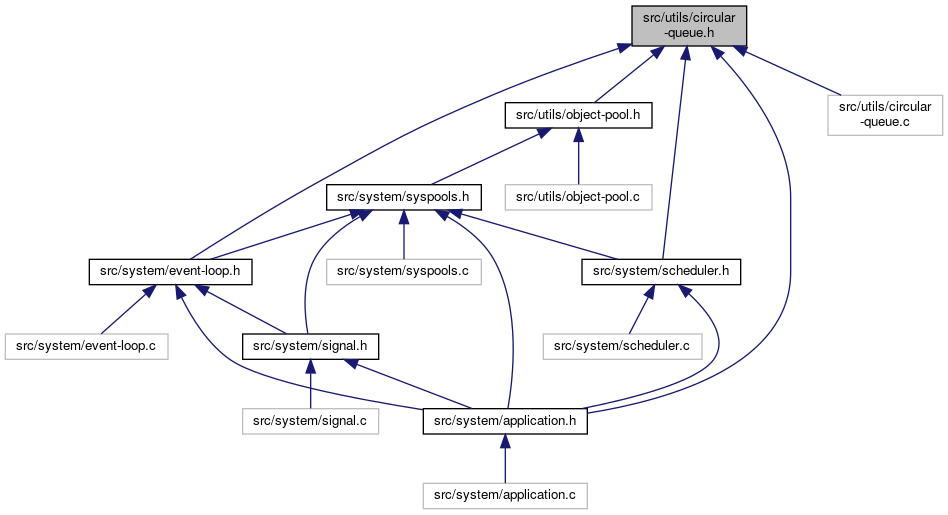 src/utils/circular
-queue.h
src/utils/object-pool.h
src/utils/circular
-queue.c
src/system/syspools.h
src/utils/object-pool.c
src/system/event-loop.h
src/system/syspools.c
src/system/scheduler.h
src/system/event-loop.c
src/system/signal.h
src/system/scheduler.c
src/system/signal.c
src/system/application.h
src/system/application.c